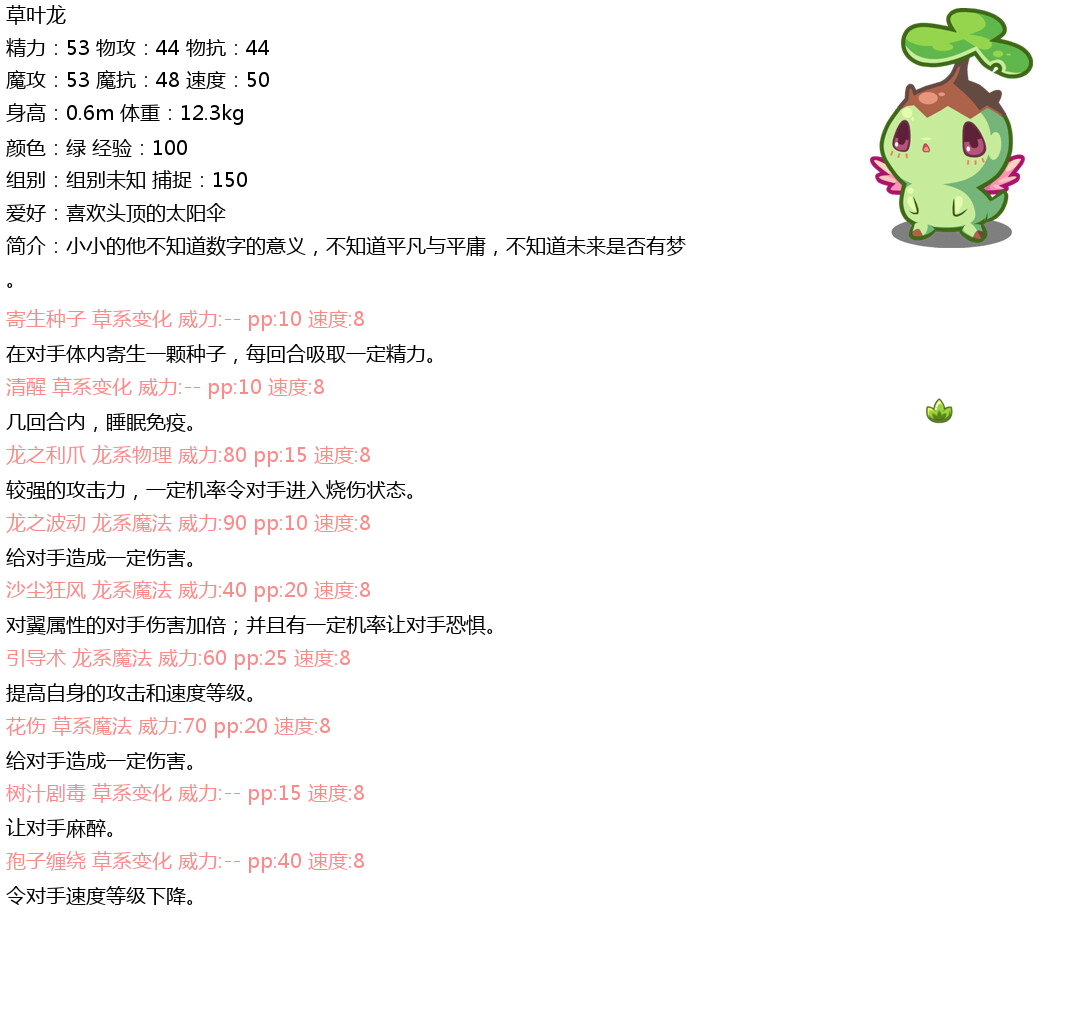 草叶龙
精力：53 物攻：44 物抗：44
魔攻：53 魔抗：48 速度：50
身高：0.6m 体重：12.3kg
颜色：绿 经验：100
组别：组别未知 捕捉：150
爱好：喜欢头顶的太阳伞
简介：小小的他不知道数字的意义，不知道平凡与平庸，不知道未来是否有梦
。
寄生种子 草系变化 威力:-- pp:10 速度:8
在对手体内寄生一颗种子，每回合吸取一定精力。
清醒 草系变化 威力:-- pp:10 速度:8
几回合内，睡眠免疫。
龙之利爪 龙系物理 威力:80 pp:15 速度:8
较强的攻击力，一定机率令对手进入烧伤状态。
龙之波动 龙系魔法 威力:90 pp:10 速度:8
给对手造成一定伤害。
沙尘狂风 龙系魔法 威力:40 pp:20 速度:8
对翼属性的对手伤害加倍；并且有一定机率让对手恐惧。
引导术 龙系魔法 威力:60 pp:25 速度:8
提高自身的攻击和速度等级。
花伤 草系魔法 威力:70 pp:20 速度:8
给对手造成一定伤害。
树汁剧毒 草系变化 威力:-- pp:15 速度:8
让对手麻醉。
孢子缠绕 草系变化 威力:-- pp:40 速度:8
令对手速度等级下降。